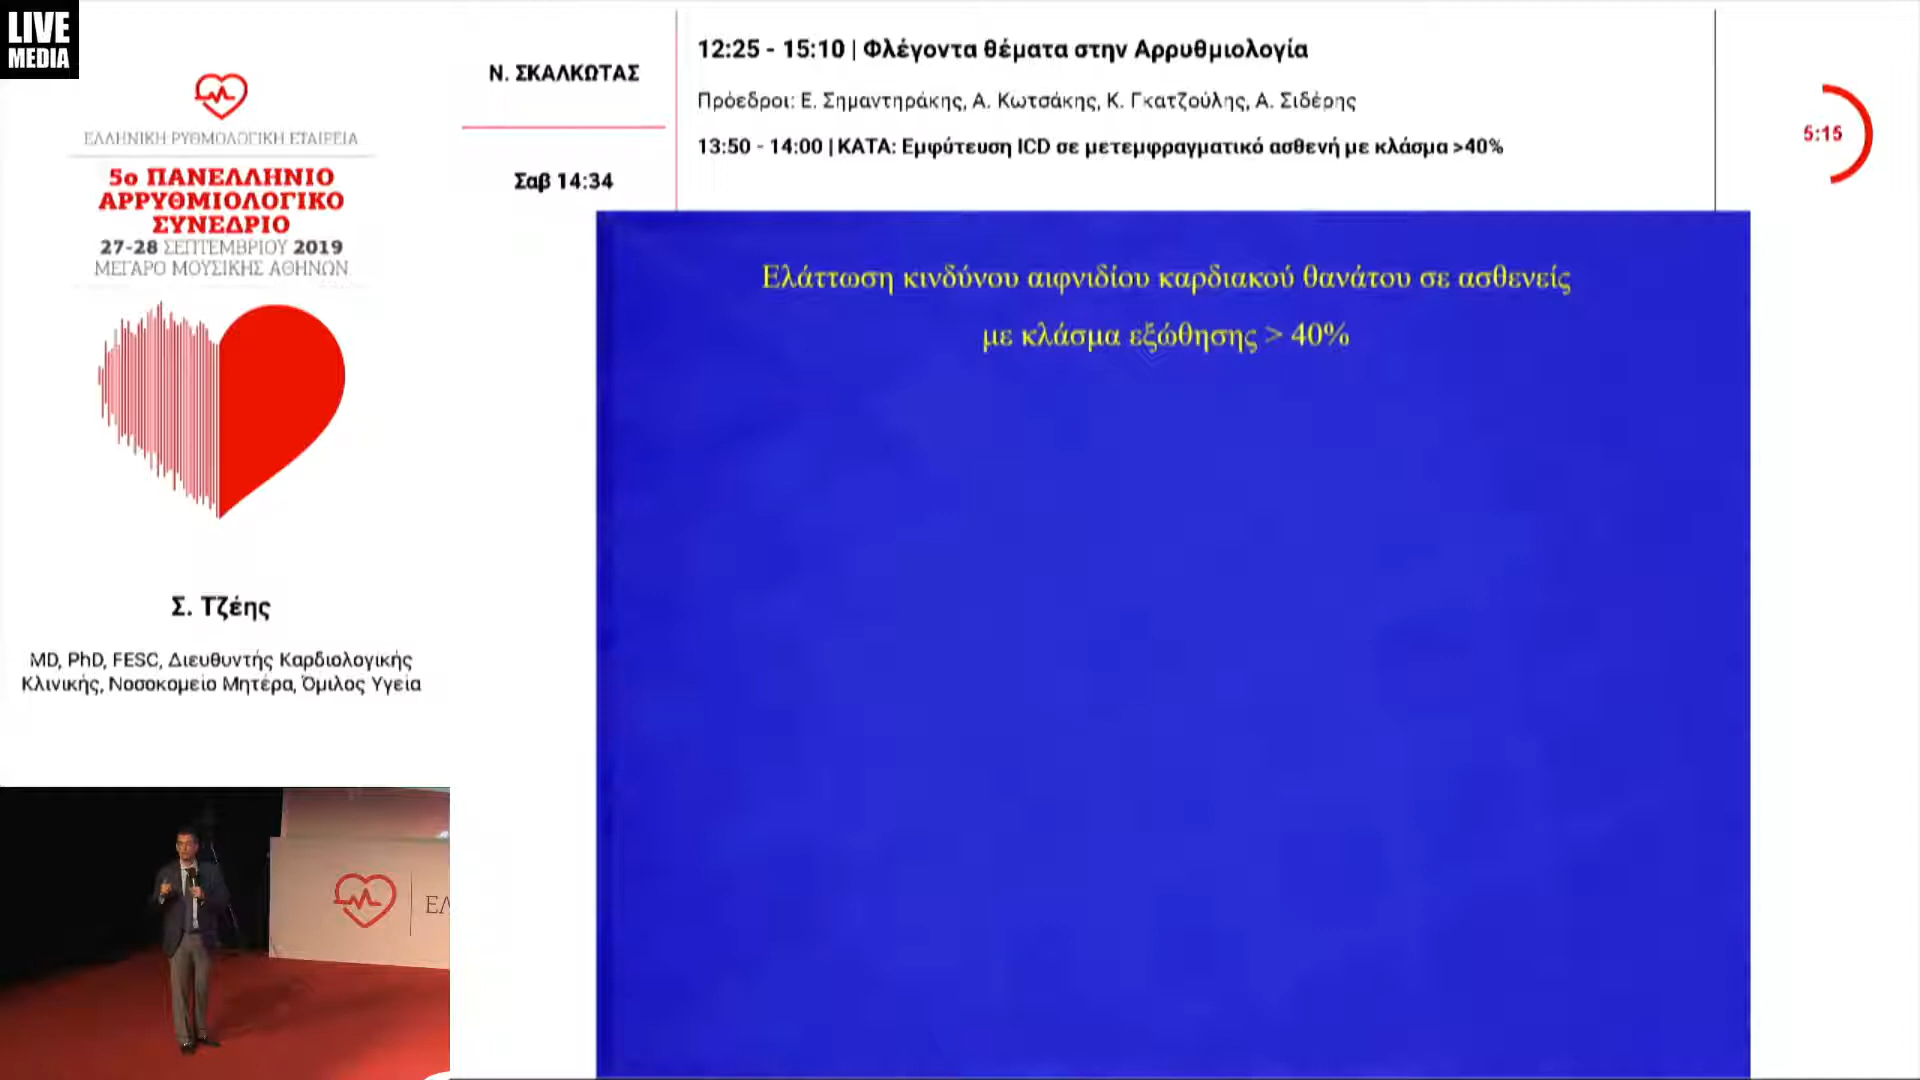 LIVE
MEDIA
ΕΛΛΗΝΙΚΗ ΡΥΘΜΟΛΟΓΙΚΗ ΕΤΑΙΡΕΙΑ
5ο ΠΑΝΕΛΛΗΝΙΟ
ΑΡΡΥΘΜΙΟΛΟΓΙΚΟ
ΣΥΝΕΔΡΙΟ
27-28 ΣΕΠΤΕΜΒΡΙΟΥ 2019
ΜΕΓΑΡΟ ΜΟΥΣΙΚΗΣ ΑΘΗΝΩΝ
Σ. Τζέης
MD, PhD, FESC, Διευθυντής Καρδιολογικής
Κλινικής, Νοσοκομείο Μητέρα, Όμιλος Υγεία
Ν. ΣΚΑΛΚΩΤΑΣ
Σαβ 14:34
12:25 - 15:10 | Φλέγοντα θέματα στην Αρρυθμιολογία
Πρόεδροι: Ε. Σημαντηράκης, Α. Κωτσάκης, Κ. Γκατζούλης, Α. Σιδέρης
13:50 - 14:00 | ΚΑΤΑ: Εμφύτευση ICD σε μετεμφραγματικό ασθενή με κλάσμα >40%
5:15
Ελάττωση κινδύνου αιφνιδίου καρδιακού θανάτου σε ασθενείς
με κλάσμα εξώθησης > 40%
ΕΛ